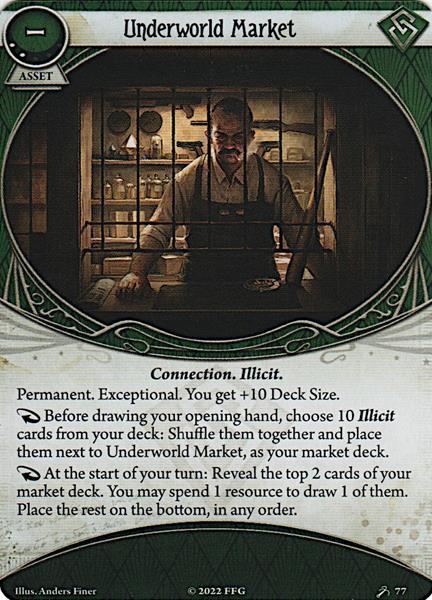 Underworld Market
–
ASSET
Connection. Illicit.
Permanent. Exceptional. You get +10 Deck Size.
Before drawing your opening hand, choose 10 Illicit
cards from your deck: Shuffle them together and place
them next to Underworld Market, as your market deck.
At the start of your turn: Reveal the top 2 cards of your
market deck. You may spend 1 resource to draw 1 of them.
Place the rest on the bottom, in any order.
Illus. Anders Finer © 2022 FFG 77